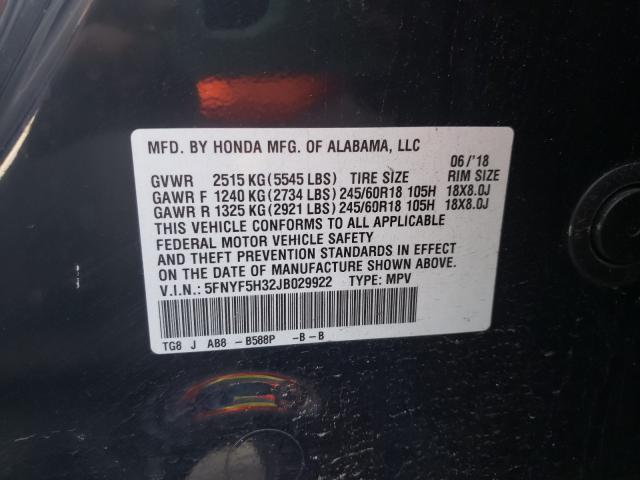 MFD. BY HONDA MFG. OF ALABAMA, LLC
06/'18
GVWR 2515 KG (5545 LBS) TIRE SIZE RIM SIZE
GAWR F 1240 KG (2734 LBS) 245/60R18 105H 18X8.0J
GAWR R 1325 KG (2921 LBS) 245/60R18 105H 18X8.0J
THIS VEHICLE CONFORMS TO ALL APPLICABLE
FEDERAL MOTOR VEHICLE SAFETY
AND THEFT PREVENTION STANDARDS IN EFFECT
ON THE DATE OF MANUFACTURE SHOWN ABOVE.
V.I.N.: 5FNYF5H32JB029922 TYPE: MPV
TG8 J AB8 - B588P -B - B